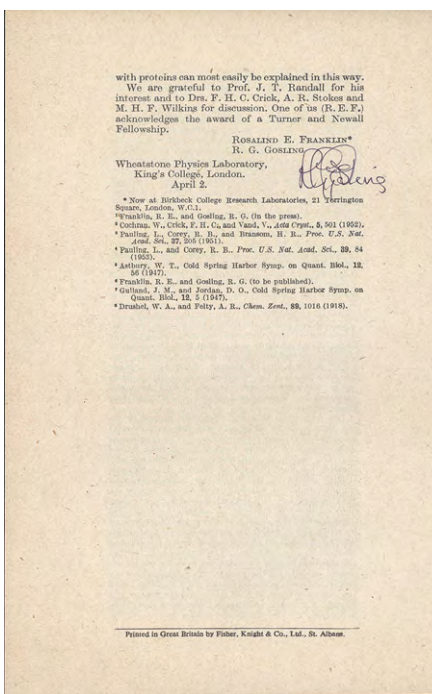 with proteins can most easily be explained in this way.
We are grateful to Prof. J. T. Randall for his
interest and to Drs. F. H. C. Crick, A. R. Stokes and
M. H. F. Wilkins for discussion. One of us (R. E. F.)
acknowledges the award of a Turner and Newall
Fellowship.
ROSALIND E. FRANKLIN*
R. G. GOSLING
Wheatstone Physics Laboratory,
King's College, London.
April 2.
* Now at Birkbeck College Research Laboratories, 21 Torrington
Square, London, W.C.1.
¹ Franklin, R. E., and Gosling, R. G. (in the press).
² Cochran, W., Crick, F. H. C., and Vand, V., Acta Cryst., 5, 501 (1952).
³ Pauling, L., Corey, R. B., and Branson, H. R., Proc. U.S. Nat.
Acad. Sci., 37, 205 (1951).
⁴ Pauling, L., and Corey, R. B., Proc. U.S. Nat. Acad. Sci., 39, 84
(1953).
⁵ Astbury, W. T., Cold Spring Harbor Symp. on Quant. Biol., 12,
56 (1947).
⁶ Franklin, R. E., and Gosling, R. G. (to be published).
⁷ Gulland, J. M., and Jordan, D. O., Cold Spring Harbor Symp. on
Quant. Biol., 12, 5 (1947).
⁸ Drushel, W. A., and Felty, A. R., Chem. Zent., 89, 1016 (1918).
Printed in Great Britain by Fisher, Knight & Co., Ltd., St. Albans.